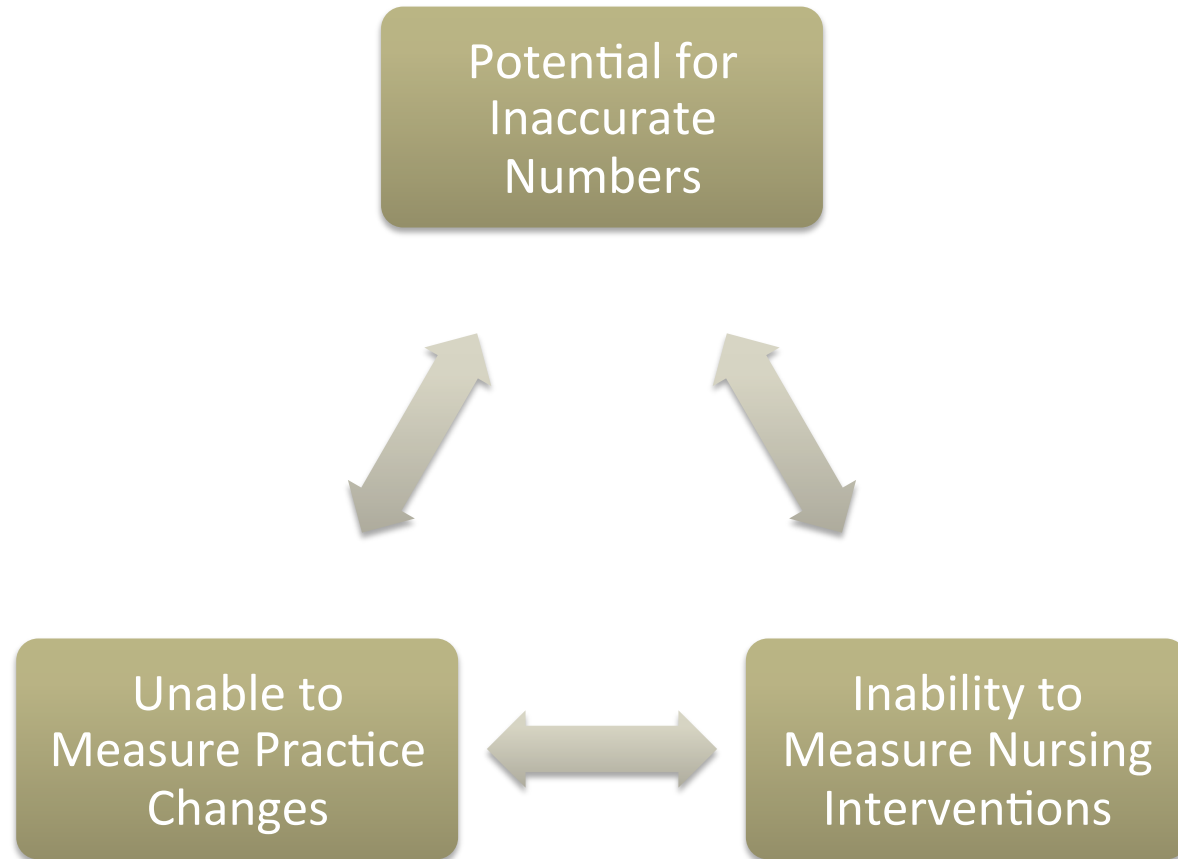 Potential for
Inaccurate
Numbers
Unable to
Measure Practice
Changes
Inability to
Measure Nursing
Interventions